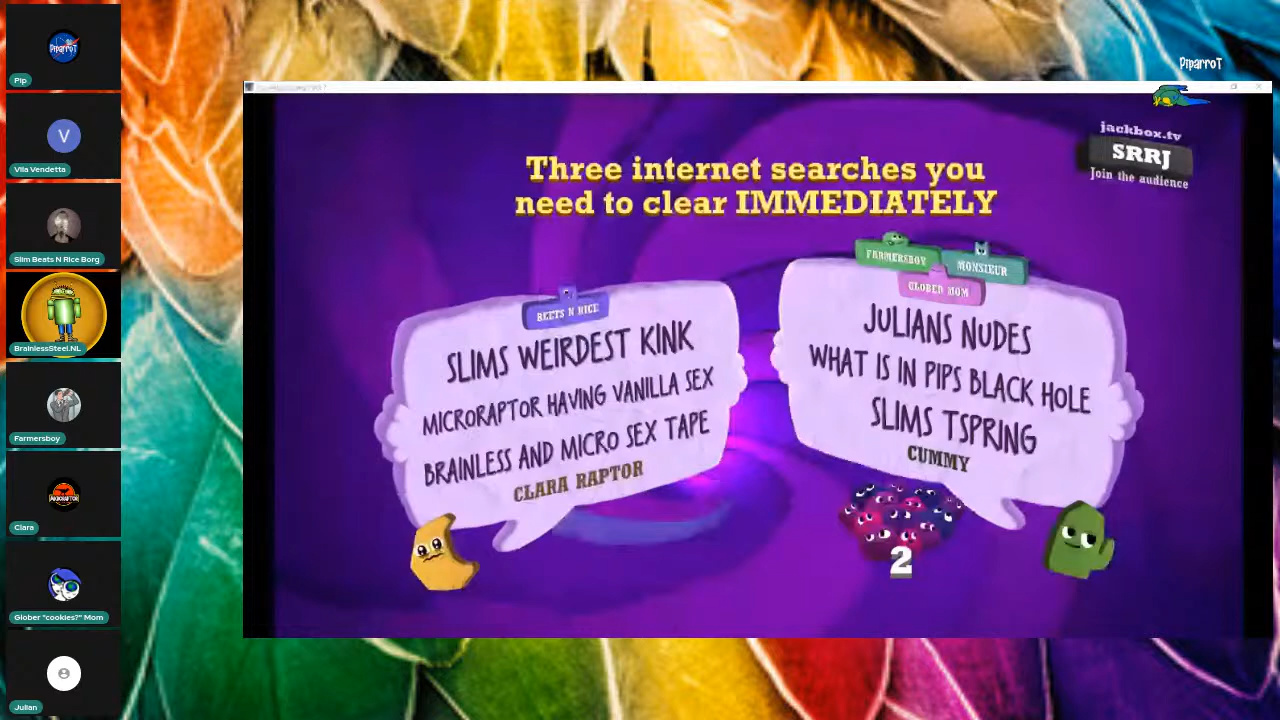 Pip
V
Vila Vendetta
Slim Beats N Rice Borg
BrainlessSteel.NL
Farmersboy
Clara
Glober "cookies?" Mom
Julian
PiparroT
PiparroT
jackbox.tv
SRRJ
Join the audience
Three internet searches you
need to clear IMMEDIATELY
BEETS N RICE
SLIMS WEIRDEST KINK
MICRORAPTOR HAVING VANILLA SEX
BRAINLESS AND MICRO SEX TAPE
CLARA RAPTOR
FARMERSBOY
MONSIEUR
GLOBED MOM
JULIANS NUDES
WHAT IS IN PIPS BLACK HOLE
SLIMS TSPRING
CUMMY
2